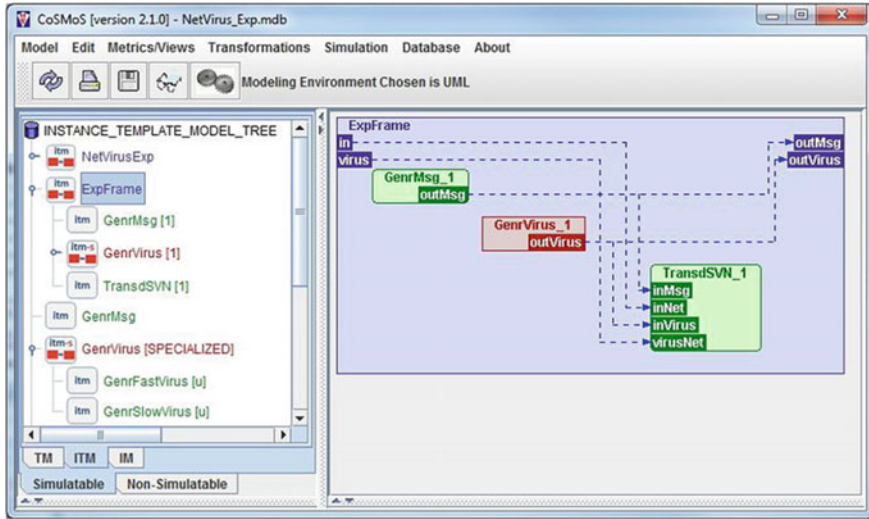 CoSMoS [version 2.1.0] - NetVirus_Exp.mdb
Model Edit Metrics/Views Transformations Simulation Database About
Modeling Environment Chosen is UML
INSTANCE_TEMPLATE_MODEL_TREE
itm NetVirusExp
itm ExpFrame
itm GenrMsg [1]
itm-s GenrVirus [1]
itm TransdSVN [1]
itm GenrMsg
itm-s GenrVirus [SPECIALIZED]
itm GenrFastVirus [u]
itm GenrSlowVirus [u]
TM ITM IM
Simulatable Non-Simulatable
ExpFrame
in
virus
outMsg
outVirus
GenrMsg_1
outMsg
GenrVirus_1
outVirus
TransdSVN_1
inMsg
inNet
inVirus
virusNet